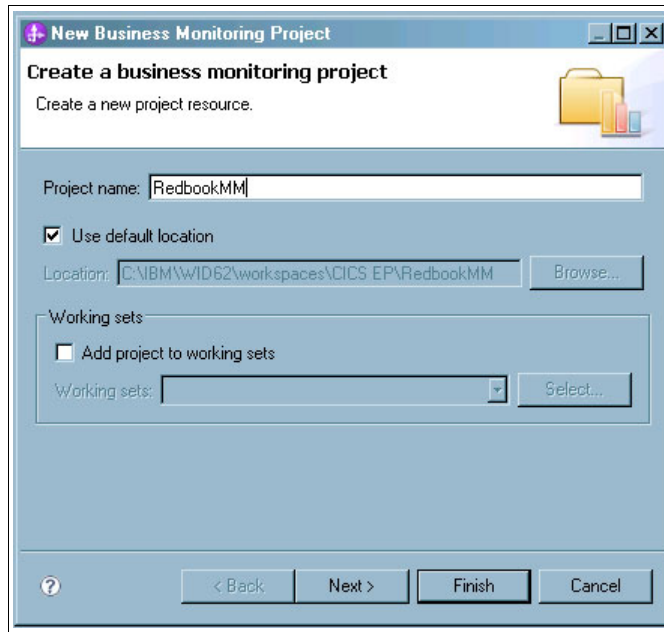 New Business Monitoring Project
Create a business monitoring project
Create a new project resource.
Project name: RedbookMM
Use default location
Location: C:\IBM\WID62\workspaces\CICS EP\RedbookMM Browse...
Working sets
Add project to working sets
Working sets: Select...
? < Back Next > Finish Cancel